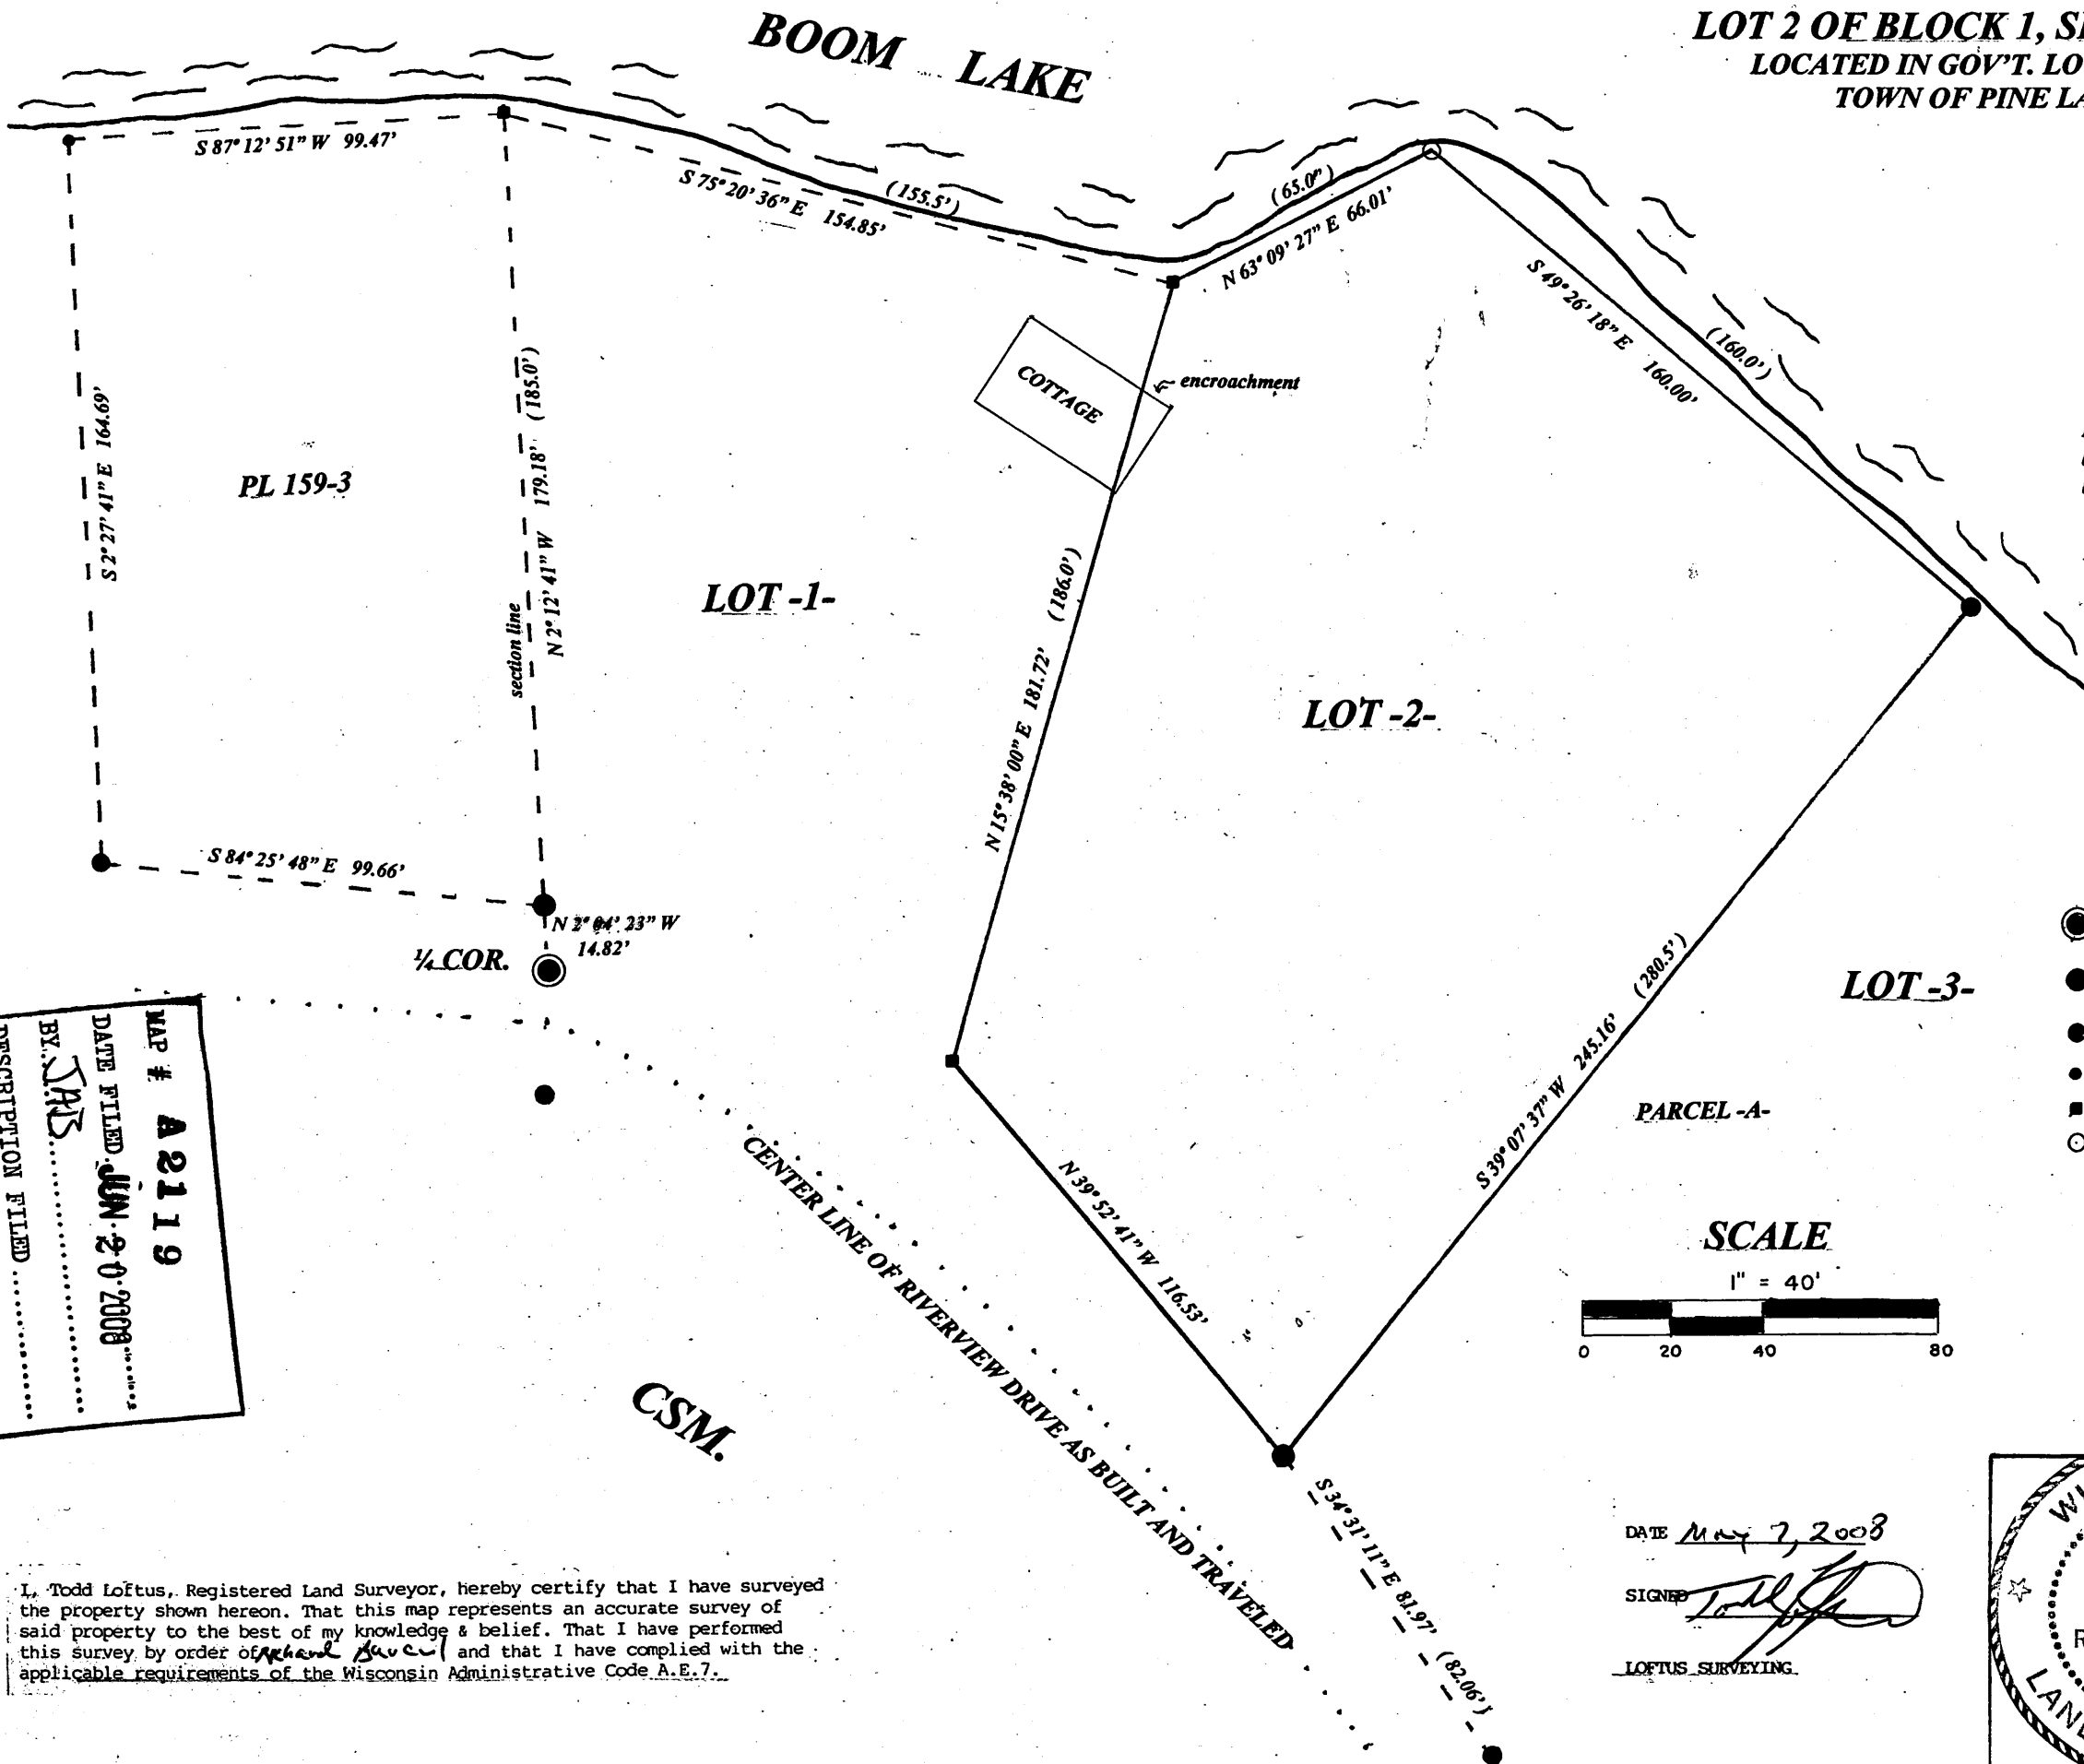 BOOM LAKE
LOT 2 OF BLOCK 1,
LOCATED IN GOV'T.
TOWN OF PINE
S 87° 12' 51" W 99.47'
S 75° 20' 36" E 154.85'
(155.5')
(65.0')
N 63° 09' 27" E 66.01'
S 49° 26' 18" E 160.00'
(160.0')
COTTAGE
encroachment
S 2° 27' 41" E 164.69'
PL 159-3
section line
N 2° 12' 41" W 179.18' (185.0')
LOT -1-
N 15° 38' 00" E 181.72' (186.0')
LOT -2-
S 84° 25' 48" E 99.66'
N 2° 04' 23" W
14.82'
¼ COR.
S 39° 07' 37" W 245.16' (280.5')
LOT -3-
PARCEL -A-
N 39° 52' 41" W 116.53'
CENTER LINE OF RIVERVIEW DRIVE AS BUILT AND TRAVELED
S 34° 31' 11" E 81.97' (82.06')
CSM.
MAP # A2119
DATE FILED JUN 20 2008
BY JAB
DESCRIPTION FILED
SCALE
1" = 40'
0 20 40 80
DATE May 7, 2008
SIGNED Todd Loftus
LOFTUS SURVEYING
I, Todd Loftus, Registered Land Surveyor, hereby certify that I have surveyed
the property shown hereon. That this map represents an accurate survey of
said property to the best of my knowledge & belief. That I have performed
this survey by order of and that I have complied with the
applicable requirements of the Wisconsin Administrative Code A.E.7.